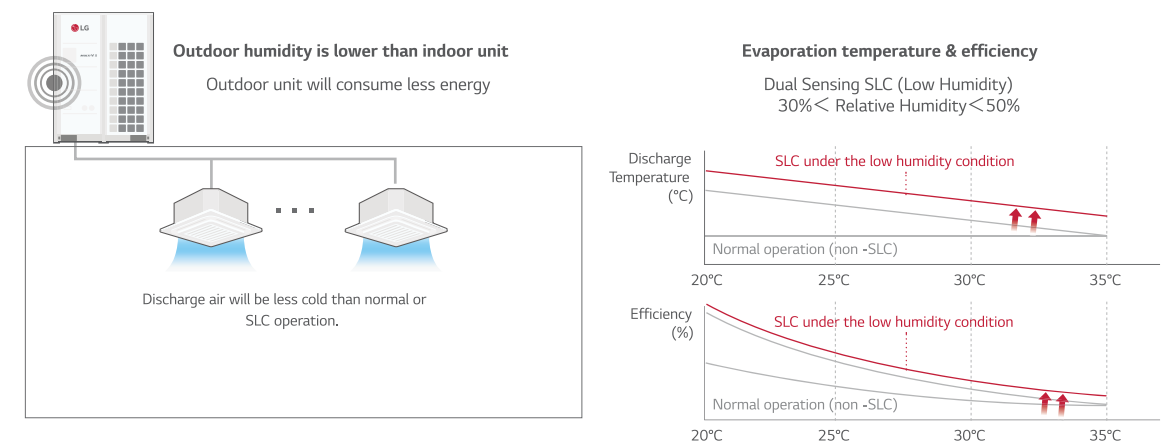 LG
Outdoor humidity is lower than indoor unit
Outdoor unit will consume less energy
Discharge air will be less cold than normal or
SLC operation.
Evaporation temperature & efficiency
Dual Sensing SLC (Low Humidity)
30%< Relative Humidity<50%
Discharge
Temperature
(°C)
SLC under the low humidity condition
Normal operation (non -SLC)
20°C 25°C 30°C 35°C
Efficiency
(%)
SLC under the low humidity condition
Normal operation (non -SLC)
20°C 25°C 30°C 35°C